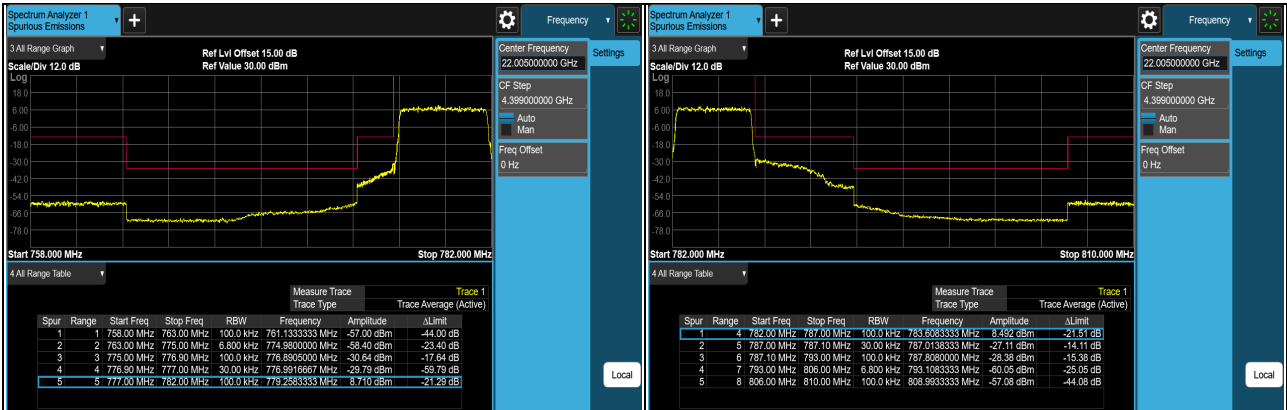 Spectrum Analyzer 1
Spurious Emissions
Frequency
3 All Range Graph
Ref Lvl Offset 15.00 dB
Scale/Div 12.0 dB
Ref Value 30.00 dBm
Log
18.0
6.00
-6.00
-18.0
-30.0
-42.0
-54.0
-66.0
-78.0
Start 758.000 MHz
Stop 782.000 MHz
Center Frequency
22.005000000 GHz
Settings
CF Step
4.399000000 GHz
Auto
Man
Freq Offset
0 Hz
4 All Range Table
Measure Trace Trace 1
Trace Type Trace Average (Active)
Spur Range Start Freq Stop Freq RBW Frequency Amplitude ΔLimit
1 1 758.00 MHz 763.00 MHz 100.0 kHz 761.1333333 MHz -57.00 dBm -44.00 dB
2 2 763.00 MHz 775.00 MHz 6.800 kHz 774.9800000 MHz -58.40 dBm -23.40 dB
3 3 775.00 MHz 776.90 MHz 100.0 kHz 776.8905000 MHz -30.64 dBm -17.64 dB
4 4 776.90 MHz 777.00 MHz 30.00 kHz 776.9916667 MHz -29.79 dBm -59.79 dB
5 5 777.00 MHz 782.00 MHz 100.0 kHz 779.2583333 MHz 8.710 dBm -21.29 dB
Local
Spectrum Analyzer 1
Spurious Emissions
Frequency
3 All Range Graph
Ref Lvl Offset 15.00 dB
Scale/Div 12.0 dB
Ref Value 30.00 dBm
Log
18.0
6.00
-6.00
-18.0
-30.0
-42.0
-54.0
-66.0
-78.0
Start 782.000 MHz
Stop 810.000 MHz
Center Frequency
22.005000000 GHz
Settings
CF Step
4.399000000 GHz
Auto
Man
Freq Offset
0 Hz
4 All Range Table
Measure Trace Trace 1
Trace Type Trace Average (Active)
Spur Range Start Freq Stop Freq RBW Frequency Amplitude ΔLimit
1 4 782.00 MHz 787.00 MHz 100.0 kHz 783.6083333 MHz 8.492 dBm -21.51 dB
2 5 787.00 MHz 787.10 MHz 30.00 kHz 787.0138333 MHz -27.11 dBm -14.11 dB
3 6 787.10 MHz 793.00 MHz 100.0 kHz 787.8080000 MHz -28.38 dBm -15.38 dB
4 7 793.00 MHz 806.00 MHz 6.800 kHz 793.1083333 MHz -60.05 dBm -25.05 dB
5 8 806.00 MHz 810.00 MHz 100.0 kHz 808.9933333 MHz -57.08 dBm -44.08 dB
Local